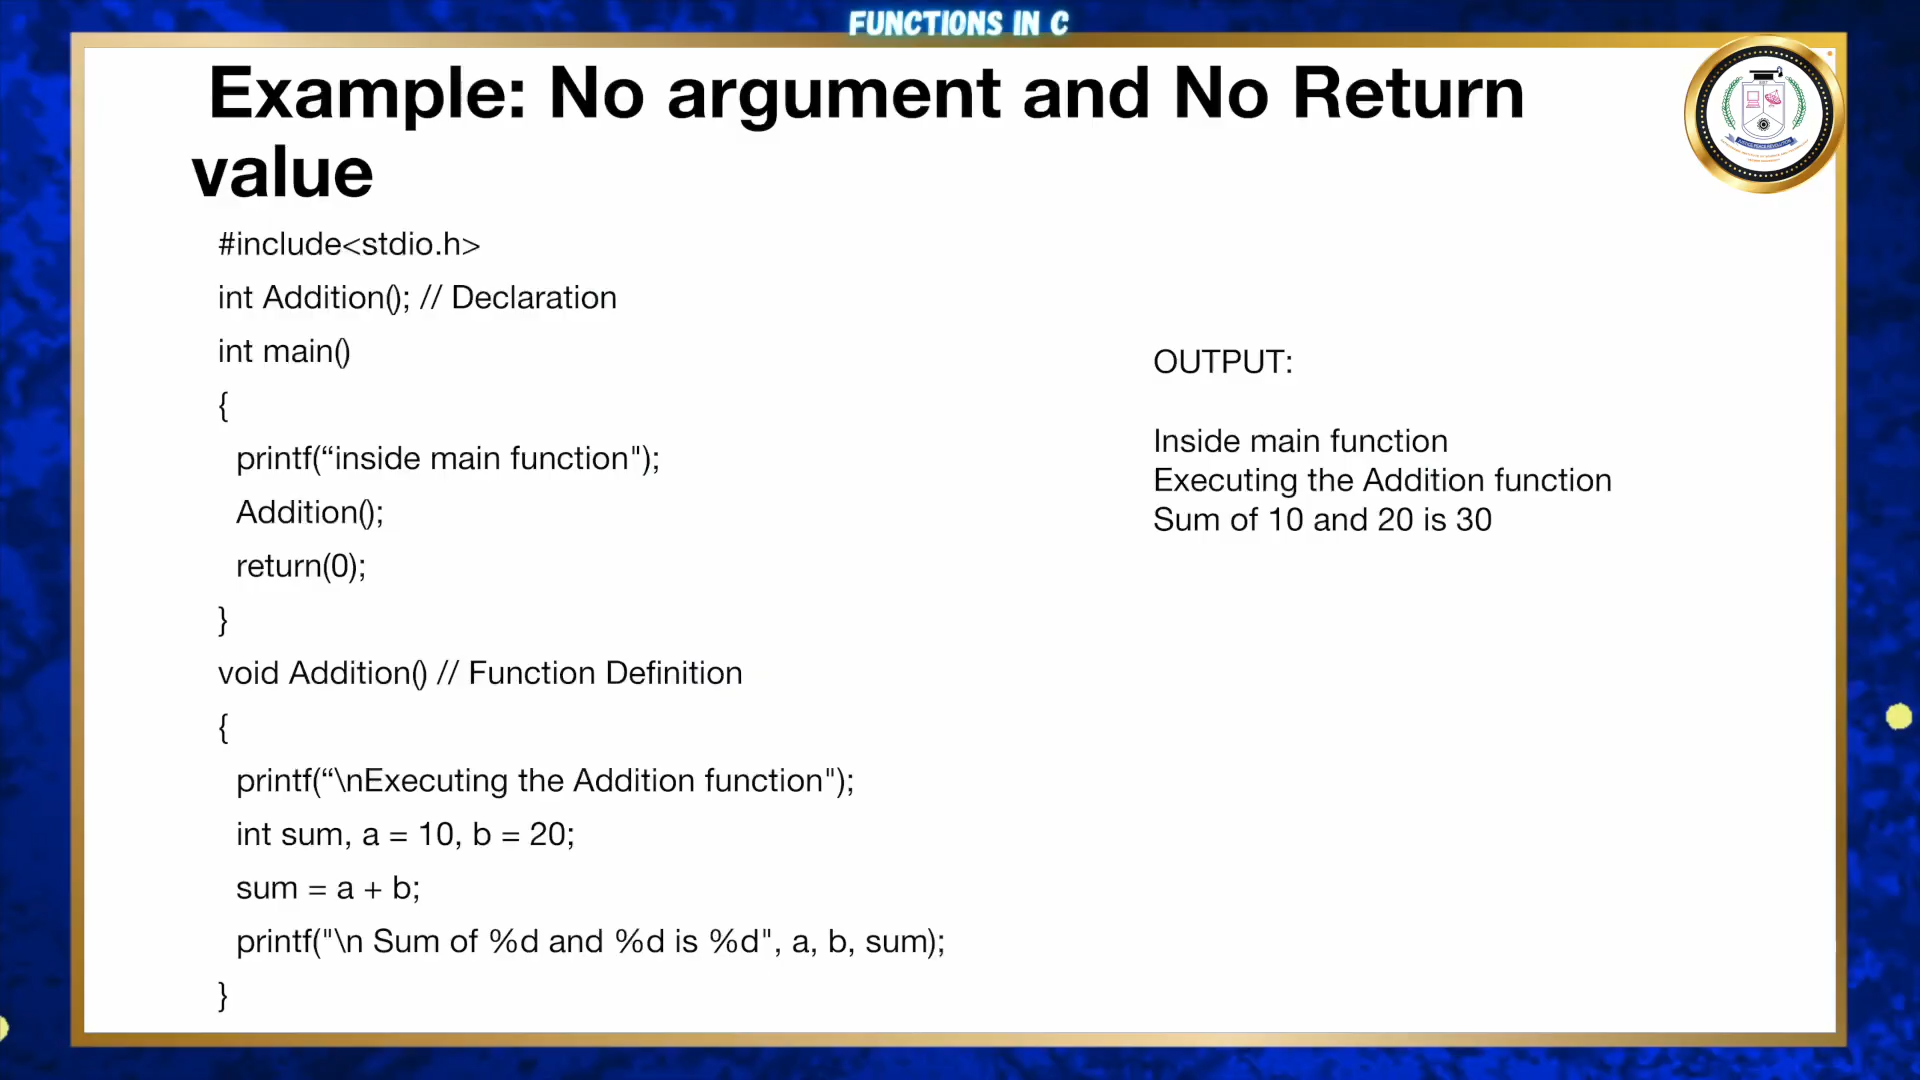 FUNCTIONS IN C
Example: No argument and No Return
value
#include<stdio.h>
int Addition(); // Declaration
int main()
{
printf(“inside main function");
Addition();
return(0);
}
void Addition() // Function Definition
{
printf(“\nExecuting the Addition function");
int sum, a = 10, b = 20;
sum = a + b;
printf("\n Sum of %d and %d is %d", a, b, sum);
}
OUTPUT:
Inside main function
Executing the Addition function
Sum of 10 and 20 is 30